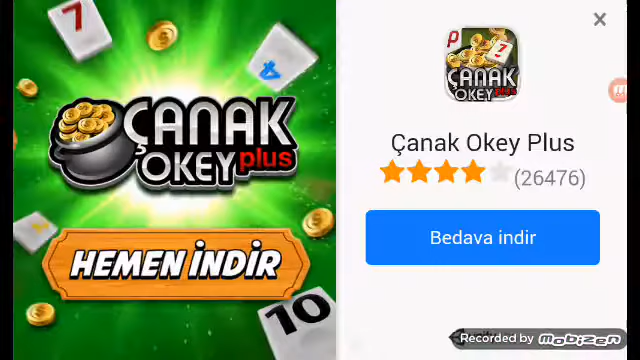 7
4
ÇANAK
OKEY plus
HEMEN İNDİR
10
ÇANAK
OKEY plus
Çanak Okey Plus
(26476)
Bedava indir
Recorded by mobizen